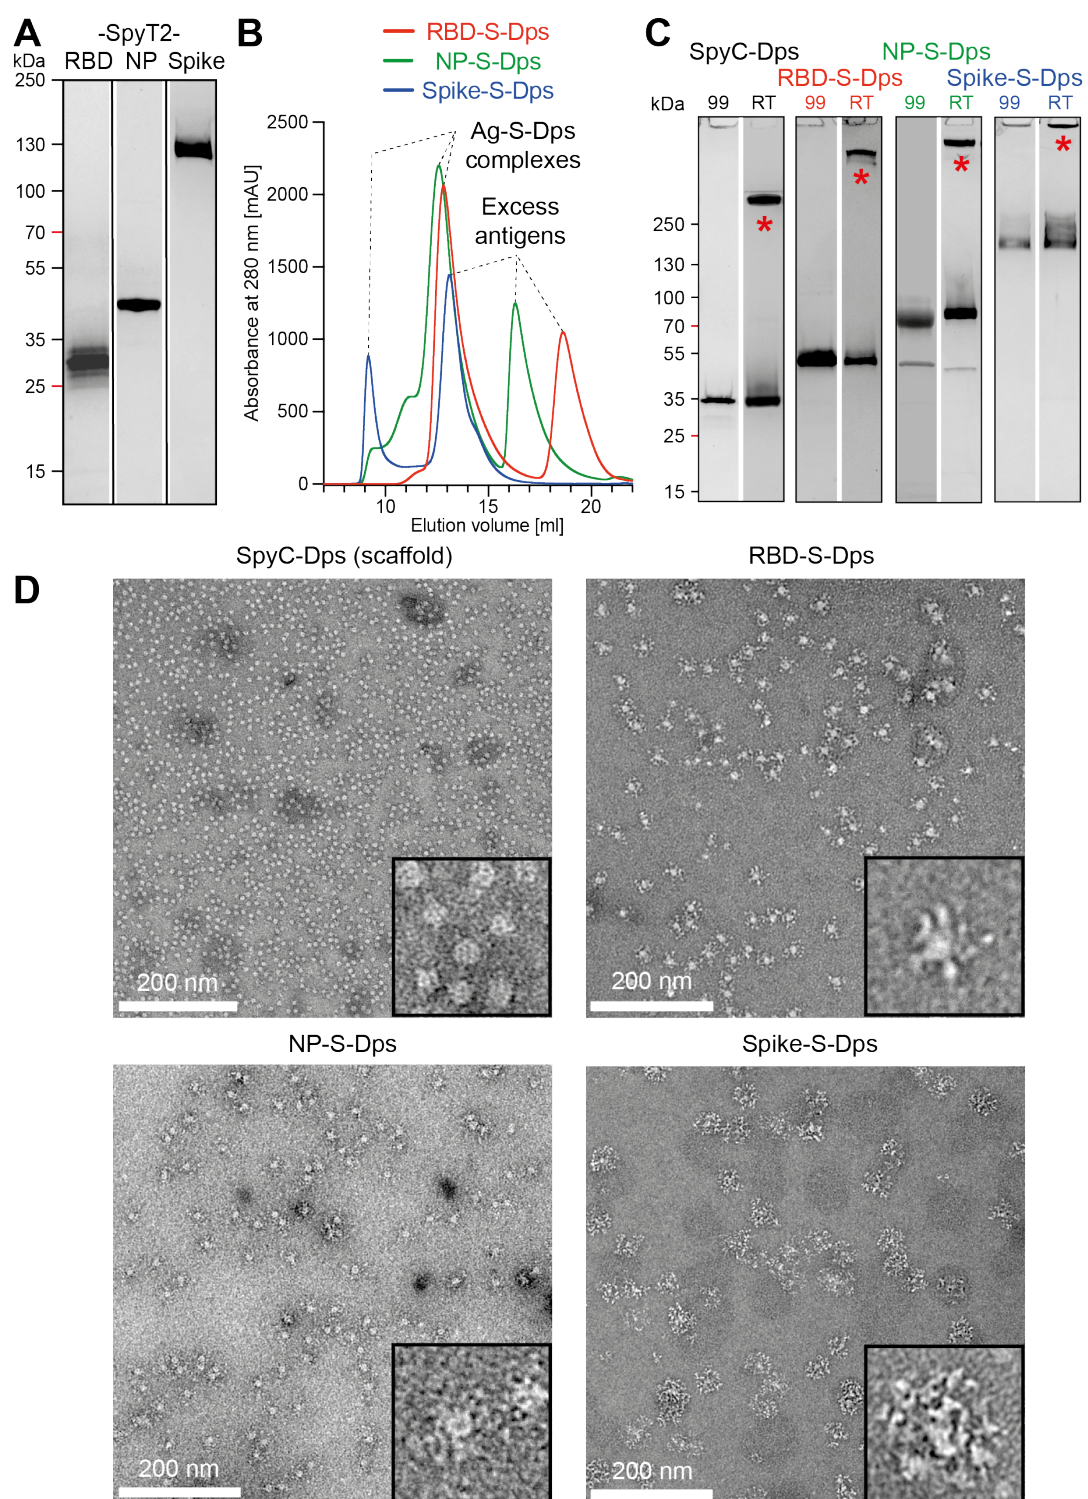 A
-SpyT2-
kDa RBD NP Spike
250
130
100
70
55
35
25
15
B
RBD-S-Dps
NP-S-Dps
Spike-S-Dps
Ag-S-Dps
complexes
Excess
antigens
Absorbance at 280 nm [mAU]
2500
2000
1500
1000
500
0
10 15 20
Elution volume [ml]
C
SpyC-Dps NP-S-Dps
RBD-S-Dps Spike-S-Dps
kDa 99 RT 99 RT 99 RT 99 RT
250
130
100
70
55
35
25
15
* * * *
D
SpyC-Dps (scaffold) RBD-S-Dps
200 nm 200 nm
NP-S-Dps Spike-S-Dps
200 nm 200 nm